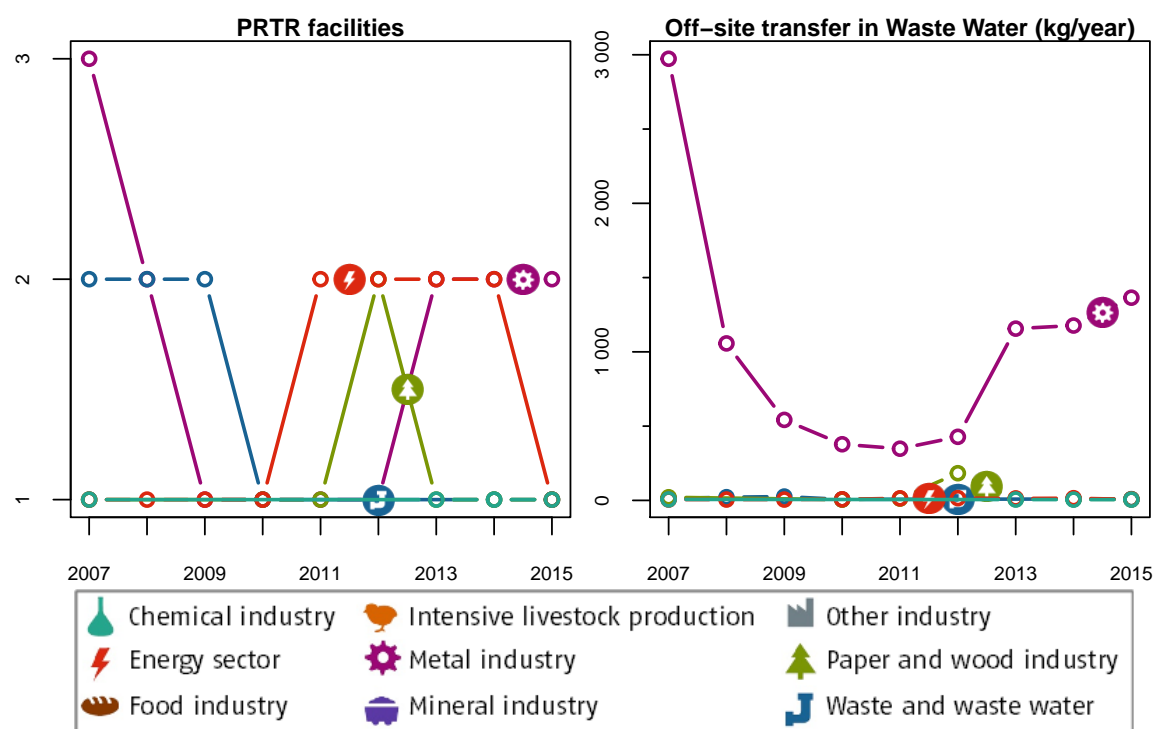 PRTR facilities
3
2
1
2007 2009 2011 2013 2015
Off−site transfer in Waste Water (kg/year)
3 000
2 000
1 000
0
2007 2009 2011 2013 2015
Chemical industry Intensive livestock production Other industry
Energy sector Metal industry Paper and wood industry
Food industry Mineral industry Waste and waste water